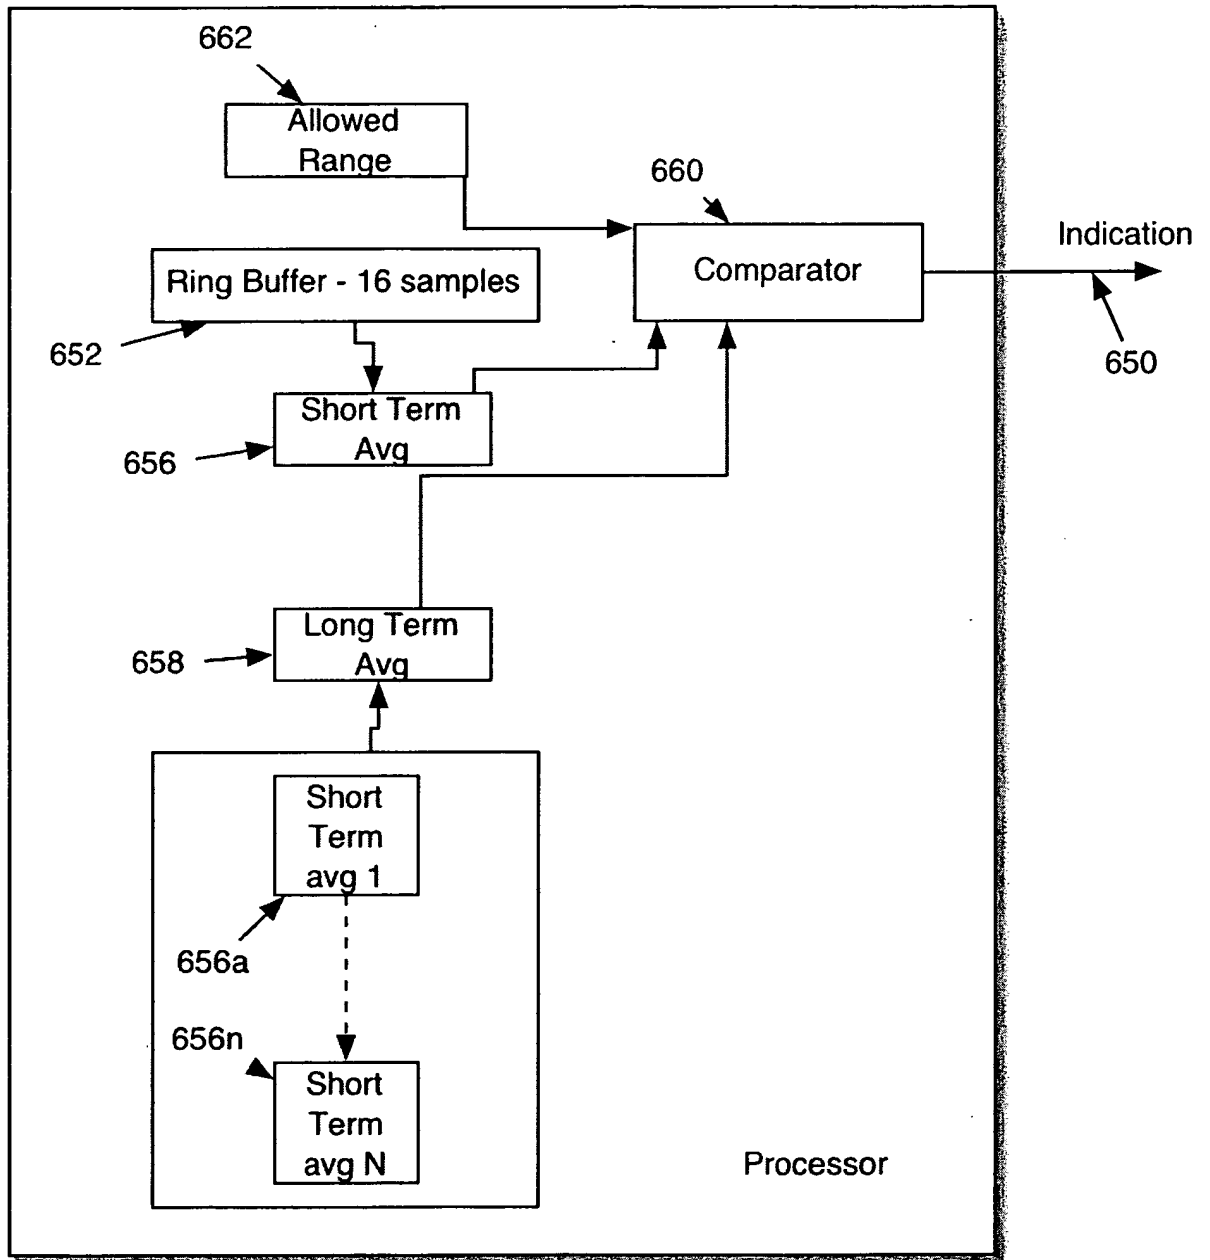 662
Allowed
Range
660
Comparator
Indication
650
Ring Buffer - 16 samples
652
Short Term
Avg
656
Long Term
Avg
658
Short
Term
avg 1
656a
656n
Short
Term
avg N
Processor